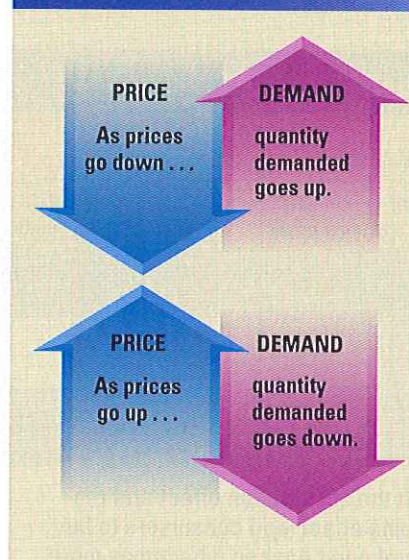 PRICE
As prices
go down . . .
DEMAND
quantity
demanded
goes up.
PRICE
As prices
go up . . .
DEMAND
quantity
demanded
goes down.